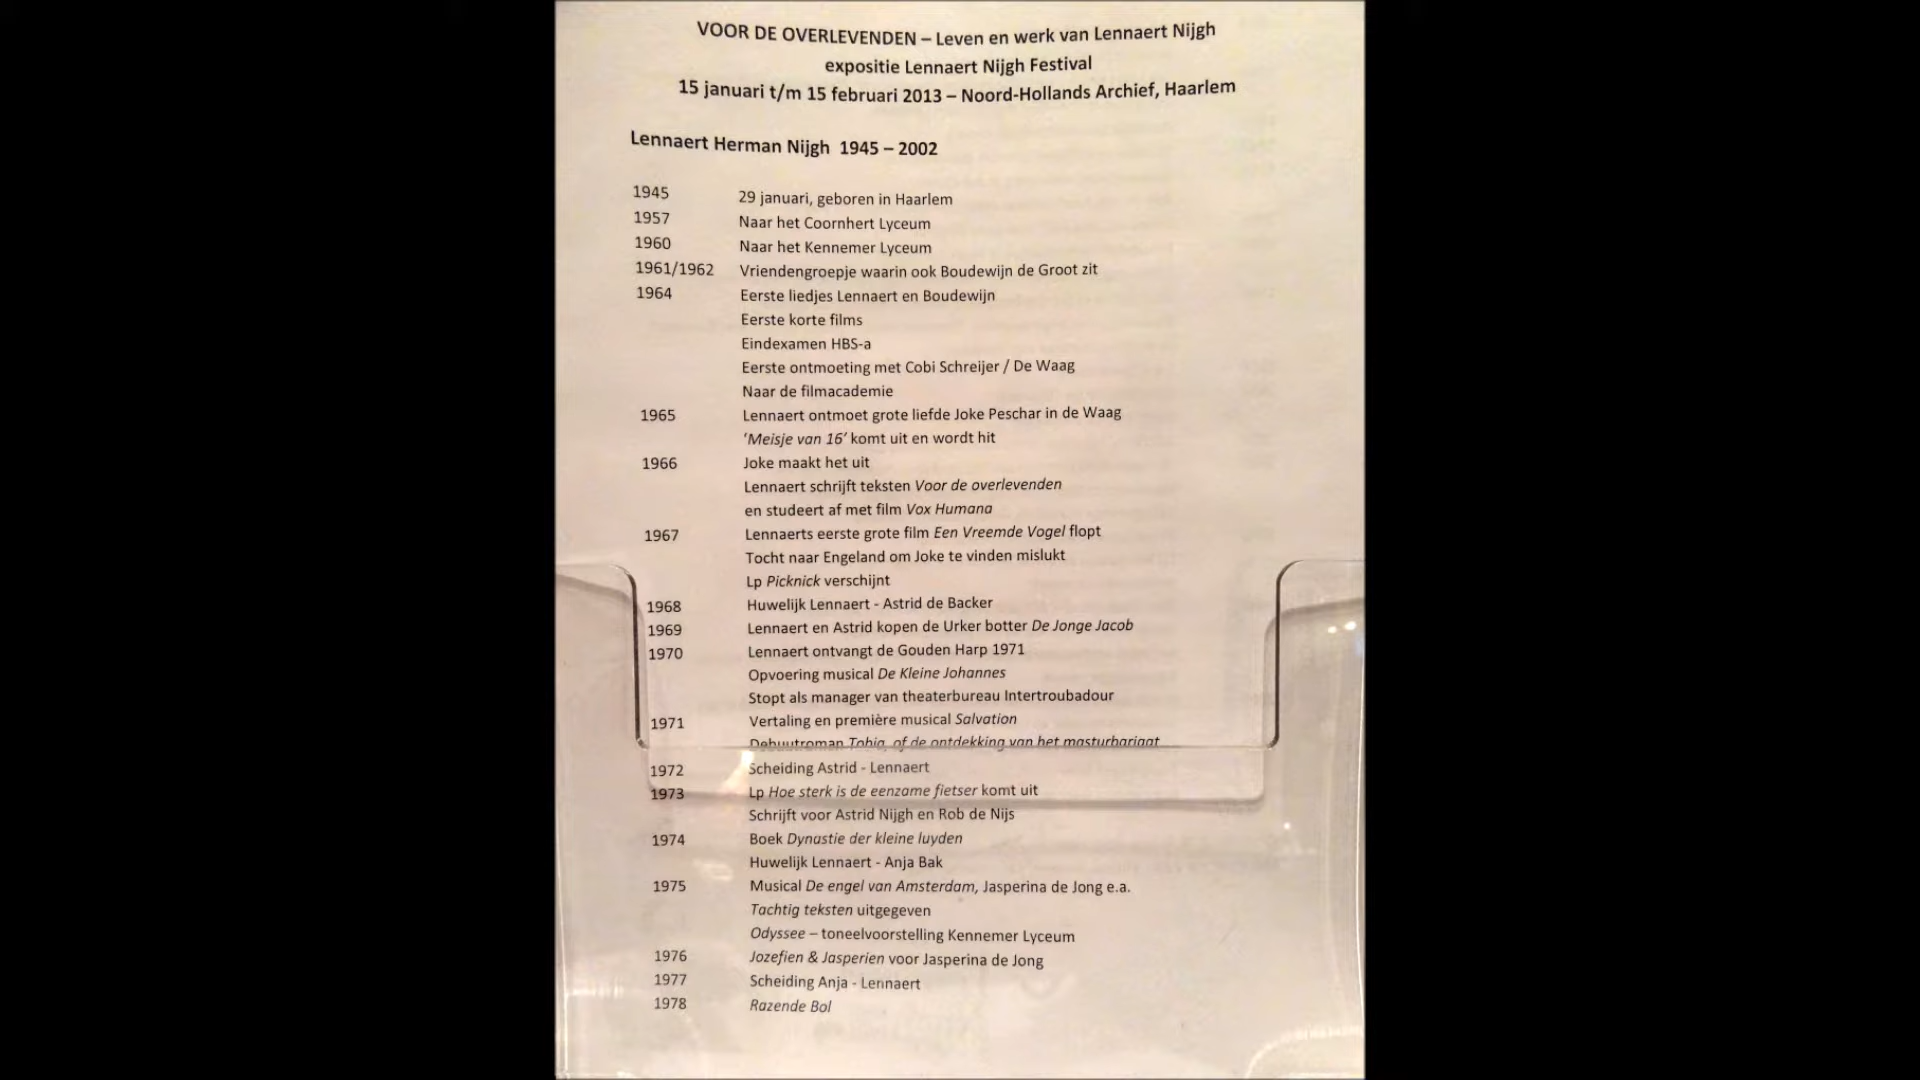 VOOR DE OVERLEVENDEN – Leven en werk van Lennaert Nijgh
expositie Lennaert Nijgh Festival
15 januari t/m 15 februari 2013 – Noord-Hollands Archief, Haarlem
Lennaert Herman Nijgh 1945 – 2002
1945 29 januari, geboren in Haarlem
1957 Naar het Coornhert Lyceum
1960 Naar het Kennemer Lyceum
1961/1962 Vriendengroepje waarin ook Boudewijn de Groot zit
1964 Eerste liedjes Lennaert en Boudewijn
Eerste korte films
Eindexamen HBS-a
Eerste ontmoeting met Cobi Schreijer / De Waag
Naar de filmacademie
1965 Lennaert ontmoet grote liefde Joke Peschar in de Waag
‘Meisje van 16’ komt uit en wordt hit
1966 Joke maakt het uit
Lennaert schrijft teksten Voor de overlevenden
en studeert af met film Vox Humana
1967 Lennaerts eerste grote film Een Vreemde Vogel flopt
Tocht naar Engeland om Joke te vinden mislukt
Lp Picknick verschijnt
1968 Huwelijk Lennaert - Astrid de Backer
1969 Lennaert en Astrid kopen de Urker botter De Jonge Jacob
1970 Lennaert ontvangt de Gouden Harp 1971
Opvoering musical De Kleine Johannes
Stopt als manager van theaterbureau Intertroubadour
1971 Vertaling en première musical Salvation
Debuutroman Tobia, of de ontdekking van het masturbariaat
1972 Scheiding Astrid - Lennaert
1973 Lp Hoe sterk is de eenzame fietser komt uit
Schrijft voor Astrid Nijgh en Rob de Nijs
1974 Boek Dynastie der kleine luyden
Huwelijk Lennaert - Anja Bak
1975 Musical De engel van Amsterdam, Jasperina de Jong e.a.
Tachtig teksten uitgegeven
Odyssee – toneelvoorstelling Kennemer Lyceum
1976 Jozefien & Jasperien voor Jasperina de Jong
1977 Scheiding Anja - Lennaert
1978 Razende Bol